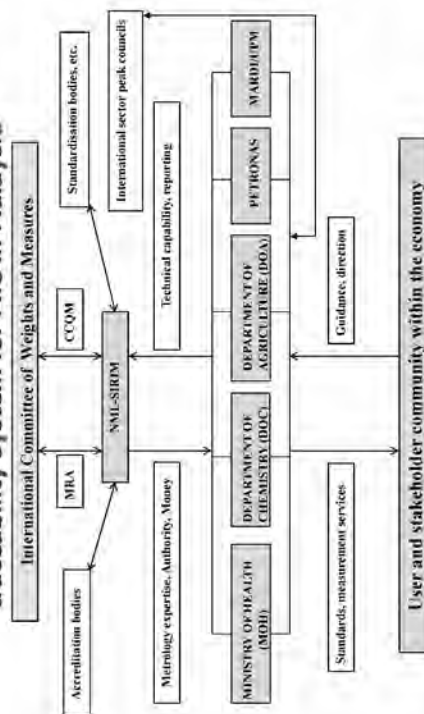 International Committee of Weights and Measures
MRA
CCQM
Accreditation bodies
Standardisation bodies, etc.
NML-SIRIM
International sector peak councils
Metrology expertise, Authority, Money
Technical capability, reporting
MINISTRY OF HEALTH
(MOH)
DEPARTMENT OF
CHEMISTRY (DOC)
DEPARTMENT OF
AGRICULTURE (DOA)
PETRONAS
MARDI/UPM
Standards, measurement services
Guidance, direction
User and stakeholder community within the economy